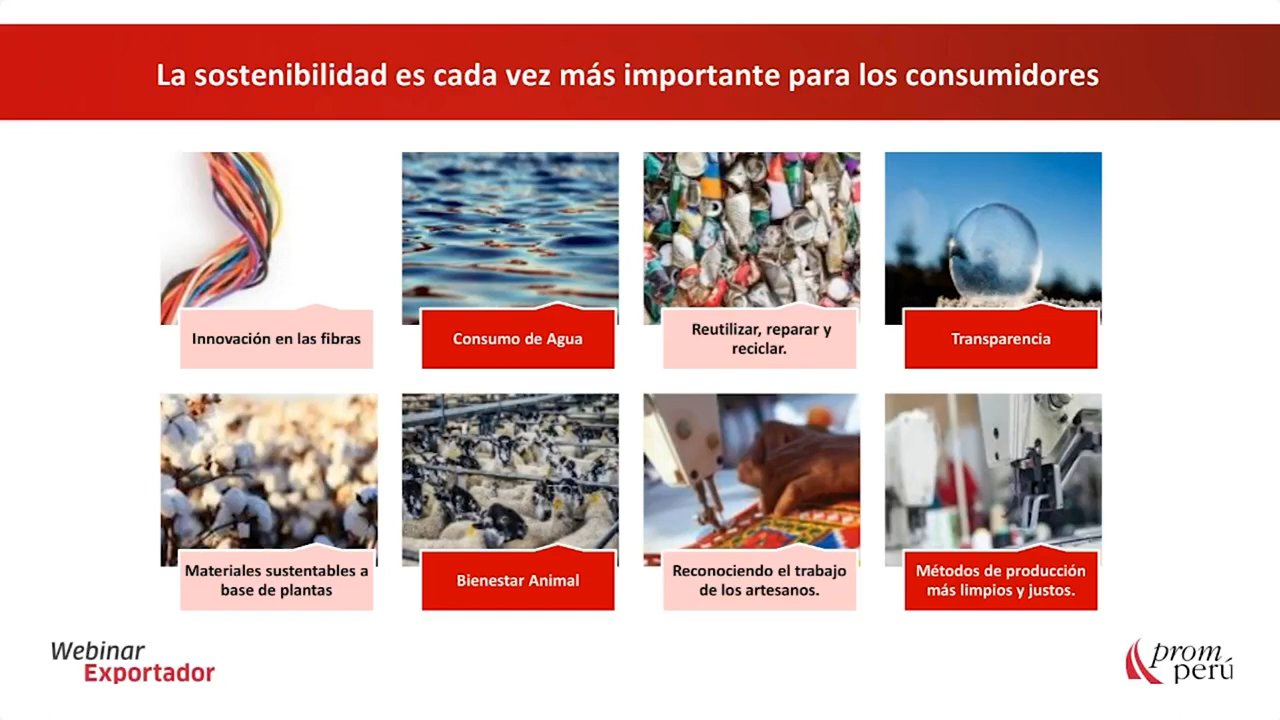 La sostenibilidad es cada vez más importante para los consumidores
Innovación en las fibras
Consumo de Agua
Reutilizar, reparar y
reciclar.
Transparencia
Materiales sustentables a
base de plantas
Bienestar Animal
Reconociendo el trabajo
de los artesanos.
Métodos de producción
más limpios y justos.
Webinar
Exportador
prom
perú